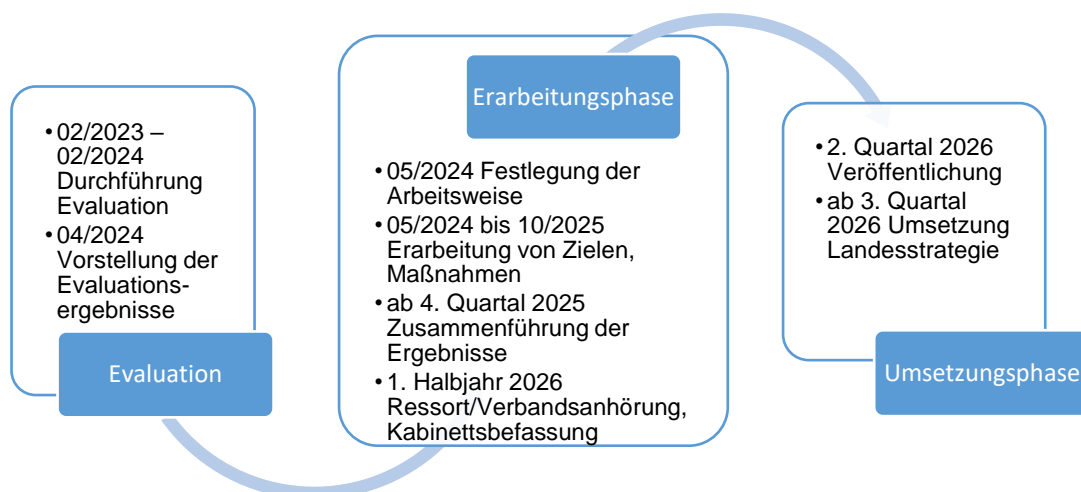 • 02/2023 –
02/2024
Durchführung
Evaluation
• 04/2024
Vorstellung der
Evaluations-
ergebnisse
Evaluation
Erarbeitungsphase
• 05/2024 Festlegung der
Arbeitsweise
• 05/2024 bis 10/2025
Erarbeitung von Zielen,
Maßnahmen
• ab 4. Quartal 2025
Zusammenführung der
Ergebnisse
• 1. Halbjahr 2026
Ressort/Verbandsanhörung,
Kabinettsbefassung
• 2. Quartal 2026
Veröffentlichung
• ab 3. Quartal
2026 Umsetzung
Landesstrategie
Umsetzungsphase